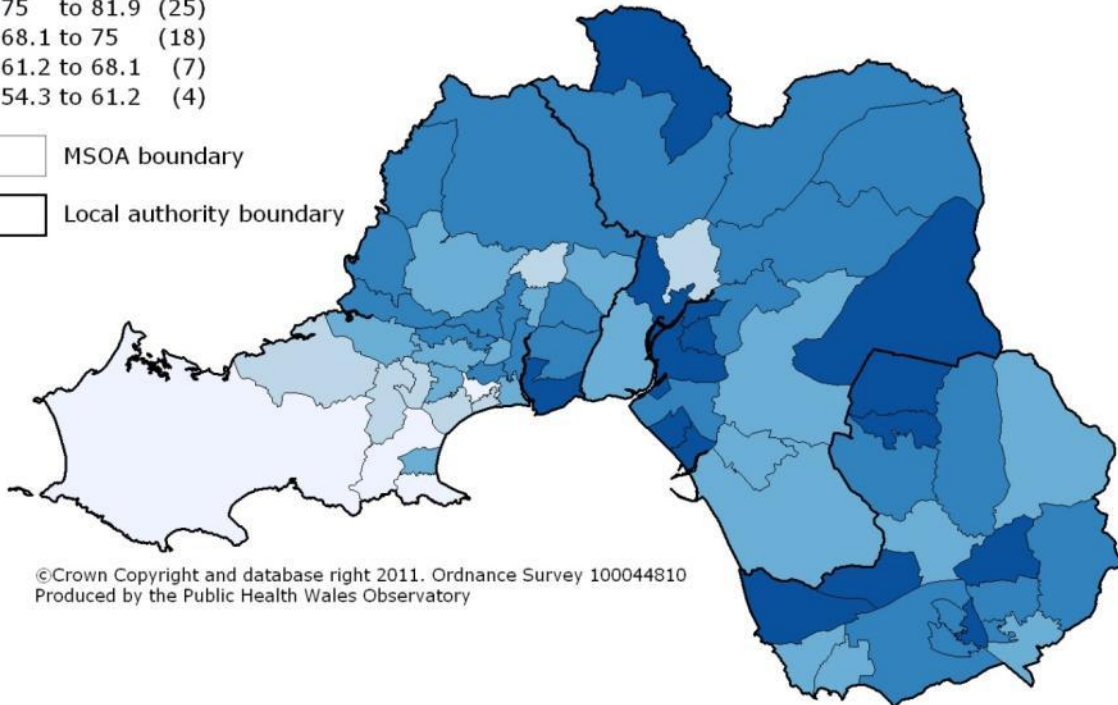 75 to 81.9 (25)
68.1 to 75 (18)
61.2 to 68.1 (7)
54.3 to 61.2 (4)
MSOA boundary
Local authority boundary
©Crown Copyright and database right 2011. Ordnance Survey 100044810
Produced by the Public Health Wales Observatory